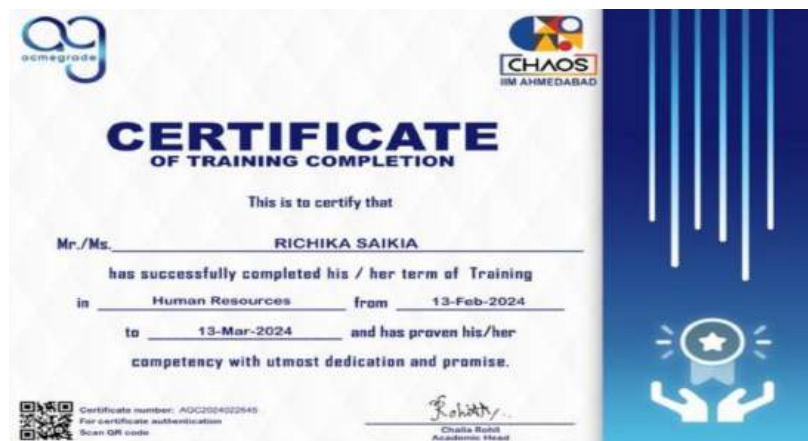 ag
acmegrade
CHAOS
IIM AHMEDABAD
CERTIFICATE
OF TRAINING COMPLETION
This is to certify that
Mr./Ms. RICHIKA SAIKIA
has successfully completed his / her term of Training
in Human Resources from 13-Feb-2024
to 13-Mar-2024 and has proven his/her
competency with utmost dedication and promise.
Certificate number: AGC2024022645
For certificate authentication
Scan QR code
Rohith
Challa Rohit
Academic Head